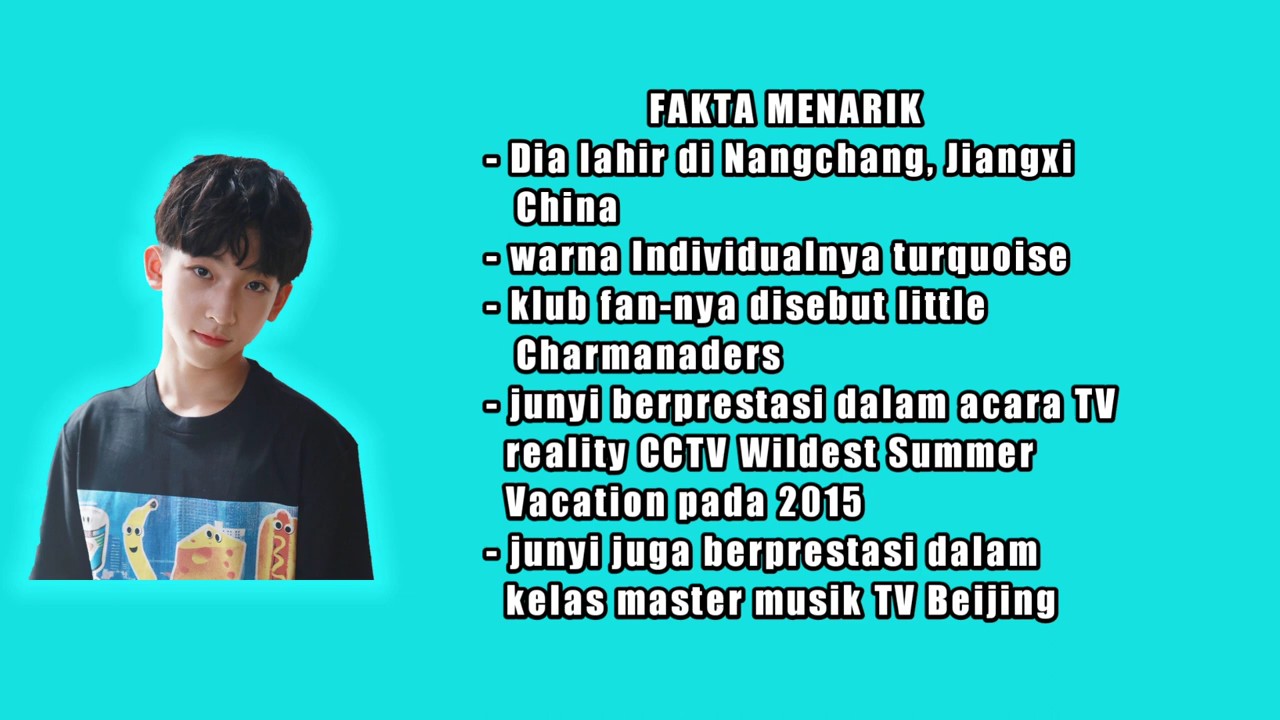 FAKTA MENARIK
- Dia lahir di Nangchang, Jiangxi
China
- warna Individualnya turquoise
- klub fan-nya disebut little
Charmanaders
- junyi berprestasi dalam acara TV
reality CCTV Wildest Summer
Vacation pada 2015
- junyi juga berprestasi dalam
kelas master musik TV Beijing